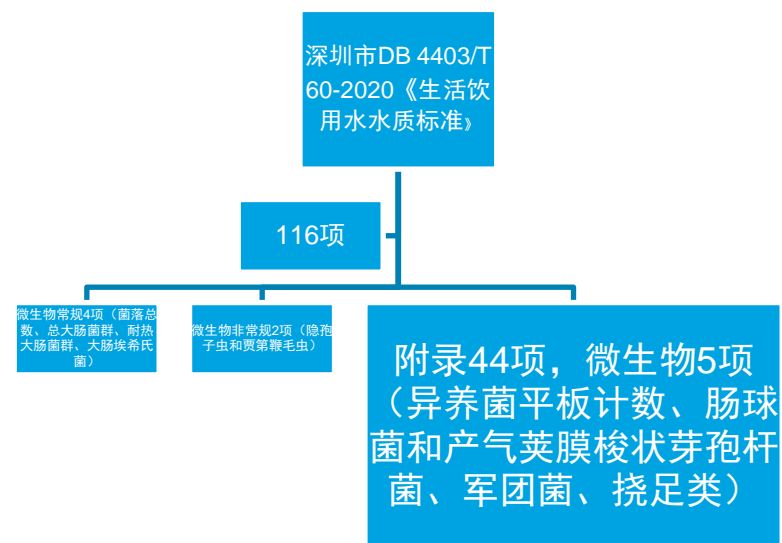 深圳市DB 4403/T
60-2020《生活饮
用水水质标准》
116项
微生物常规4项（菌落总
数、总大肠菌群、耐热
大肠菌群、大肠埃希氏
菌）
微生物非常规2项（隐孢
子虫和贾第鞭毛虫）
附录44项，微生物5项
（异养菌平板计数、肠球
菌和产气荚膜梭状芽孢杆
菌、军团菌、挠足类）